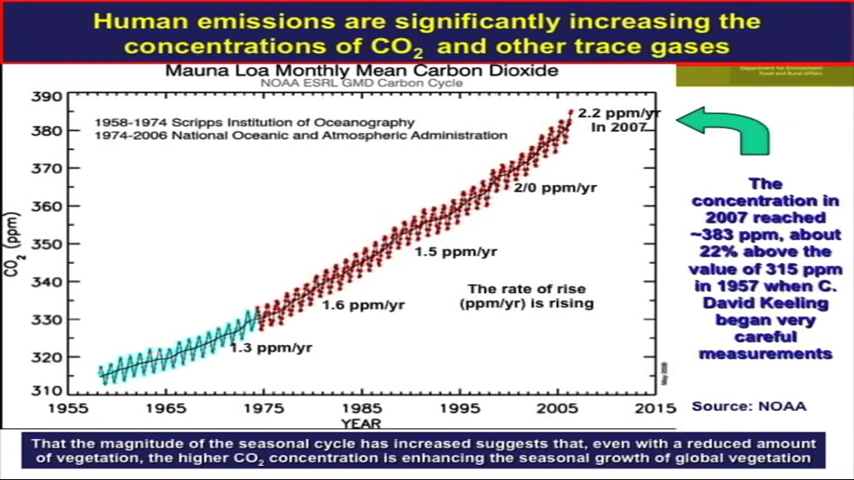 Human emissions are significantly increasing the
concentrations of CO2 and other trace gases
Department for Environment
Food and Rural Affairs
Mauna Loa Monthly Mean Carbon Dioxide
NOAA ESRL GMD Carbon Cycle
1958-1974 Scripps Institution of Oceanography
1974-2006 National Oceanic and Atmospheric Administration
390
380
370
360
350
340
330
320
310
CO2 (ppm)
2.2 ppm/yr
In 2007
2/0 ppm/yr
1.5 ppm/yr
1.6 ppm/yr
1.3 ppm/yr
The rate of rise
(ppm/yr) is rising
1955
1965
1975
1985
1995
2005
2015
YEAR
The
concentration in
2007 reached
~383 ppm, about
22% above the
value of 315 ppm
in 1957 when C.
David Keeling
began very
careful
measurements
Source: NOAA
That the magnitude of the seasonal cycle has increased suggests that, even with a reduced amount
of vegetation, the higher CO2 concentration is enhancing the seasonal growth of global vegetation